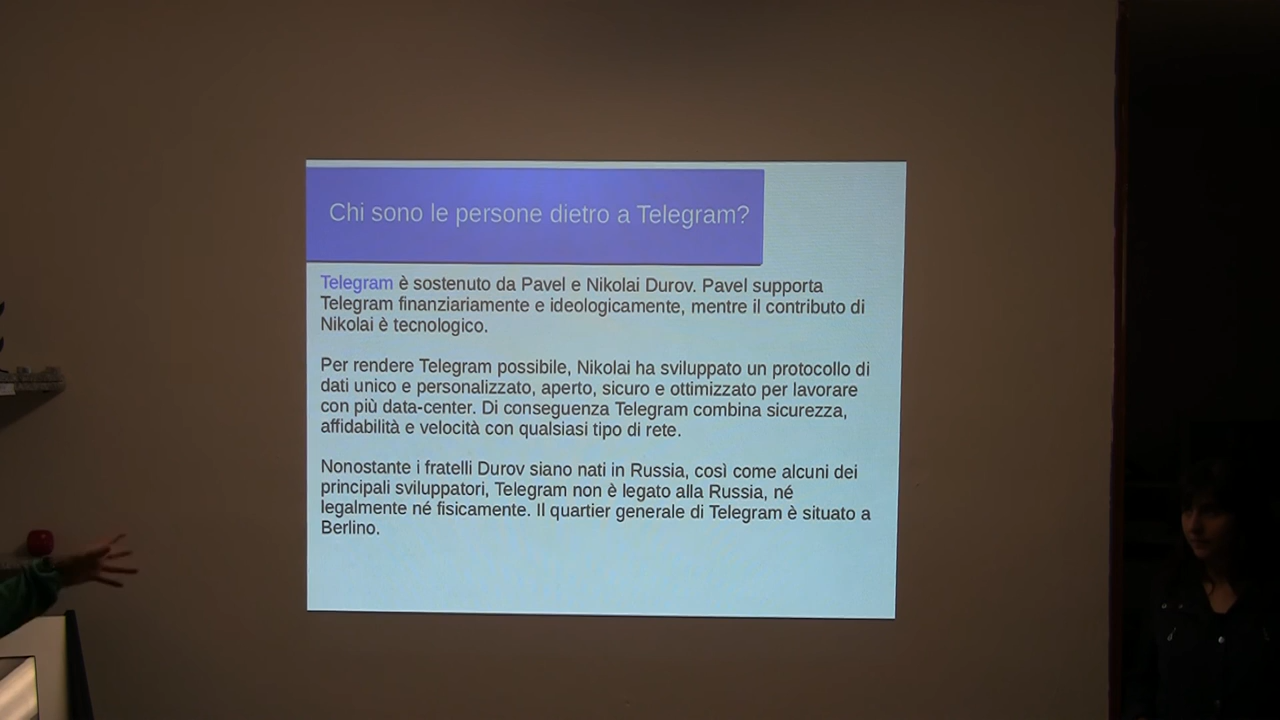 Chi sono le persone dietro a Telegram?
Telegram è sostenuto da Pavel e Nikolai Durov. Pavel supporta
Telegram finanziariamente e ideologicamente, mentre il contributo di
Nikolai è tecnologico.
Per rendere Telegram possibile, Nikolai ha sviluppato un protocollo di
dati unico e personalizzato, aperto, sicuro e ottimizzato per lavorare
con più data-center. Di conseguenza Telegram combina sicurezza,
affidabilità e velocità con qualsiasi tipo di rete.
Nonostante i fratelli Durov siano nati in Russia, così come alcuni dei
principali sviluppatori, Telegram non è legato alla Russia, né
legalmente né fisicamente. Il quartier generale di Telegram è situato a
Berlino.